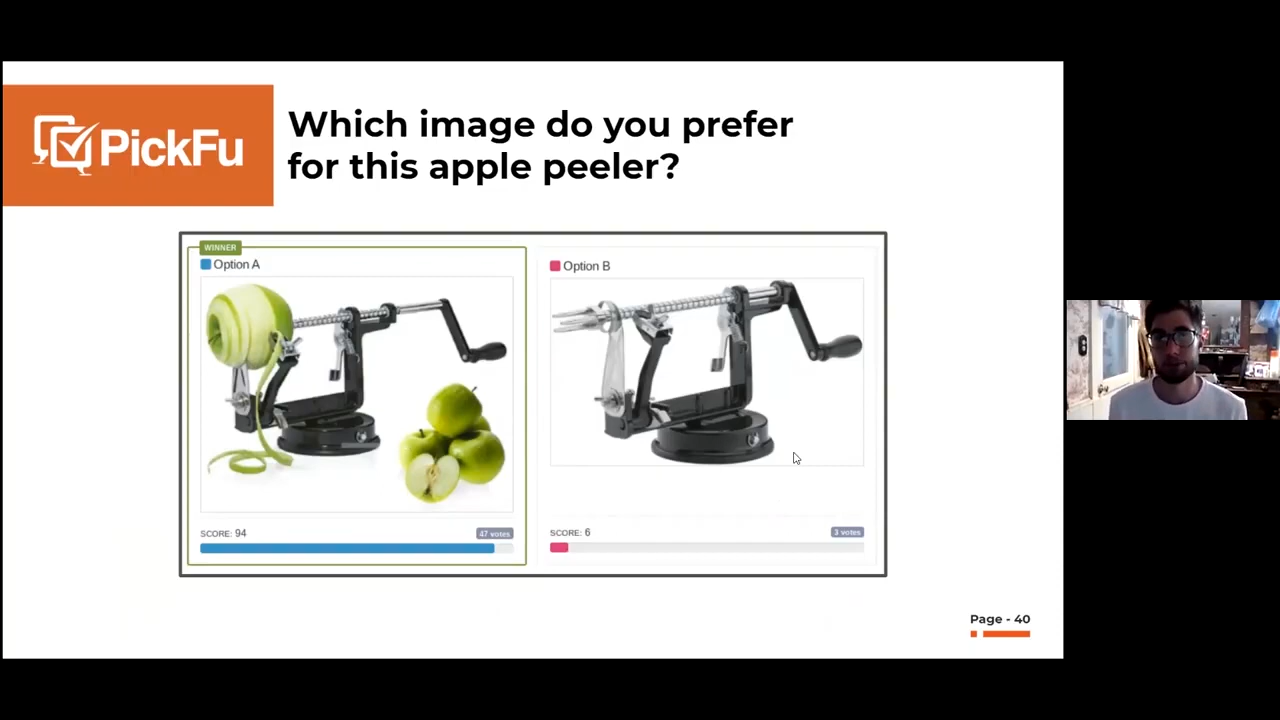 PickFu
Which image do you prefer
for this apple peeler?
WINNER
Option A
SCORE: 94
47 votes
Option B
SCORE: 6
3 votes
Page - 40